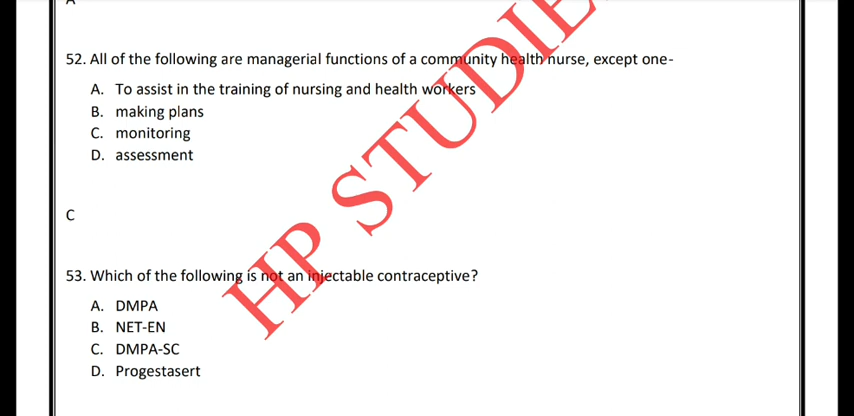 52. All of the following are managerial functions of a community health nurse, except one-
A. To assist in the training of nursing and health workers
B. making plans
C. monitoring
D. assessment
C
HP STUDIE
53. Which of the following is not an injectable contraceptive?
A. DMPA
B. NET-EN
C. DMPA-SC
D. Progestasert